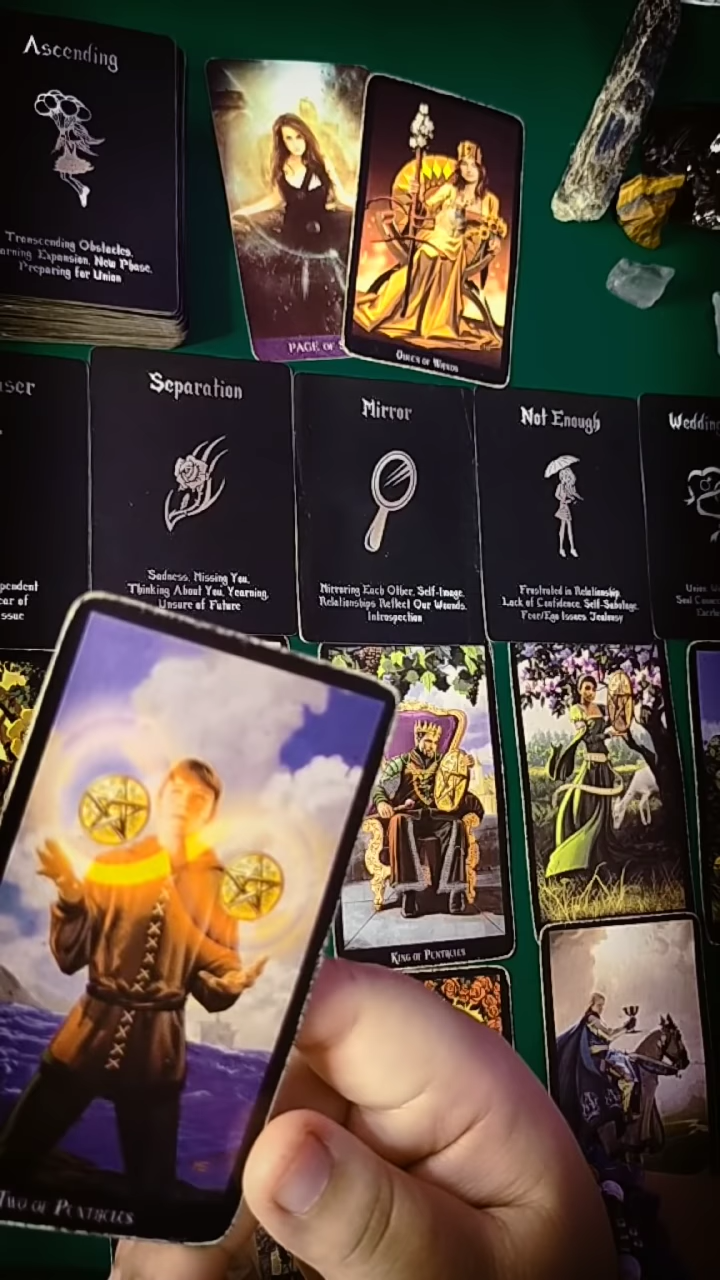 Ascending
Transcending Obstacles,
Expansion, New Phase,
Preparing for Union
PAGE OF
QUEEN OF WANDS
Separation
Sadness, Missing You,
Thinking About You, Yearning,
Unsure of Future
Mirror
Mirroring Each Other, Self-Image,
Relationships Reflect Our Wounds,
Introspection
Not Enough
Frustrated in Relationship
Lack of Confidence, Self-Sabotage,
Fear/Ego Issues Jealousy
KING OF PENTACLES
TWO OF PENTACLES